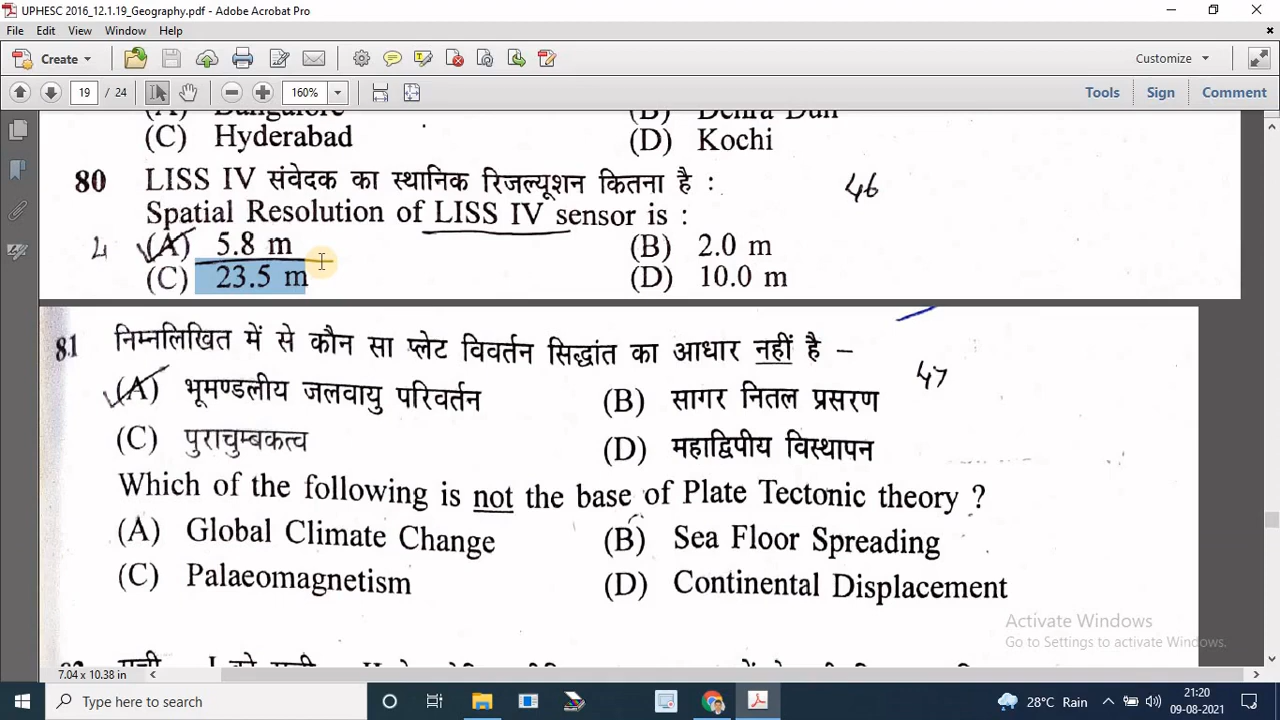 UPHESC 2016_12.1.19_Geography.pdf - Adobe Acrobat Pro
File Edit View Window Help
Create Customize
19 / 24 160% Tools Sign Comment
(A) Bangalore (B) Dehra Dun
(C) Hyderabad (D) Kochi
80 LISS IV संवेदक का स्थानिक रिजल्यूशन कितना है : 46
Spatial Resolution of LISS IV sensor is :
4 (A) 5.8 m (B) 2.0 m
(C) 23.5 m (D) 10.0 m
81 निम्नलिखित में से कौन सा प्लेट विवर्तन सिद्धांत का आधार नहीं है –
(A) भूमण्डलीय जलवायु परिवर्तन (B) सागर नितल प्रसरण 47
(C) पुराचुम्बकत्व (D) महाद्विपीय विस्थापन
Which of the following is not the base of Plate Tectonic theory ?
(A) Global Climate Change (B) Sea Floor Spreading
(C) Palaeomagnetism (D) Continental Displacement
Activate Windows
Go to Settings to activate Windows.
7.04 x 10.38 in
Type here to search 28°C Rain 21:20
09-08-2021